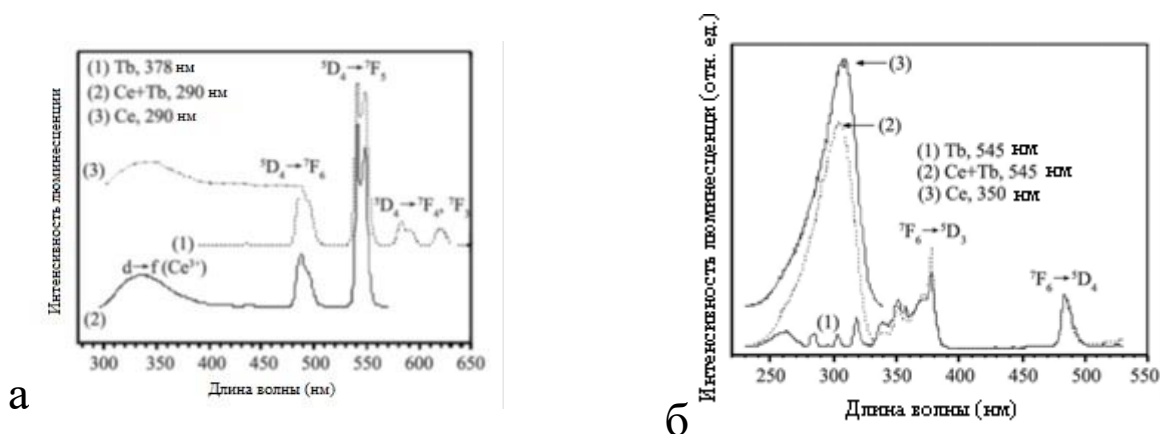 Интенсивность люминесценции
(1) Tb, 378 нм
(2) Ce+Tb, 290 нм
(3) Ce, 290 нм
⁵D₄→⁷F₅
(3)
⁵D₄→⁷F₆
⁵D₄→⁷F₄, ⁷F₃
(1)
d→f (Ce³⁺)
(2)
300 350 400 450 500 550 600 650
Длина волны (нм)
а
Интенсивность люминесценци (отн. ед.)
(3)
(2)
(1) Tb, 545 нм
(2) Ce+Tb, 545 нм
(3) Ce, 350 нм
⁷F₆→⁵D₃
⁷F₆→⁵D₄
(1)
250 300 350 400 450 500 550
Длина волны (нм)
б